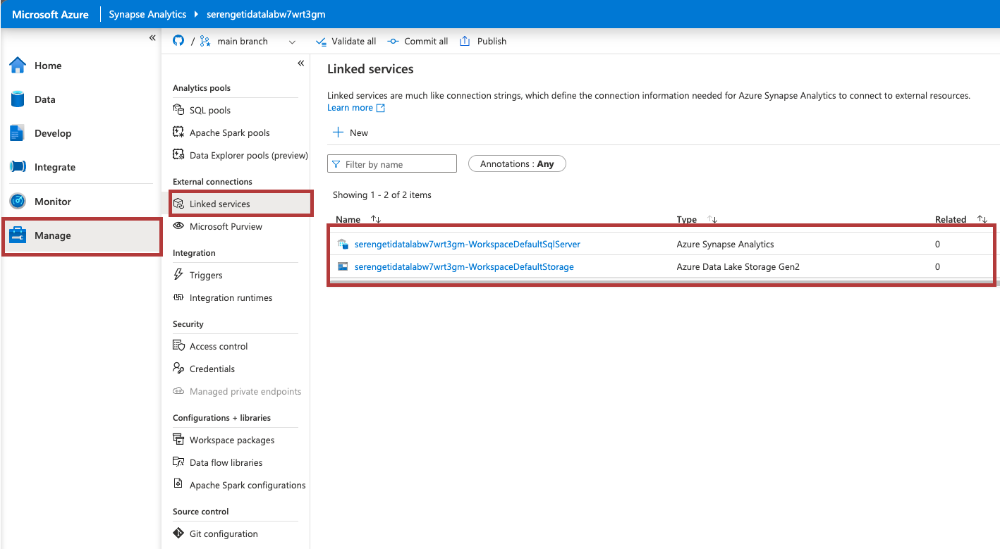 Microsoft Azure
Synapse Analytics
serengetidatalabw7wrt3gm
Home
Data
Develop
Integrate
Monitor
Manage
/
main branch
Validate all
Commit all
Publish
Analytics pools
SQL pools
Apache Spark pools
Data Explorer pools (preview)
External connections
Linked services
Microsoft Purview
Integration
Triggers
Integration runtimes
Security
Access control
Credentials
Managed private endpoints
Configurations + libraries
Workspace packages
Data flow libraries
Apache Spark configurations
Source control
Git configuration
Linked services
Linked services are much like connection strings, which define the connection information needed for Azure Synapse Analytics to connect to external resources.
Learn more
New
Filter by name
Annotations : Any
Showing 1 - 2 of 2 items
Name Type Related
serengetidatalabw7wrt3gm-WorkspaceDefaultSqlServer Azure Synapse Analytics 0
serengetidatalabw7wrt3gm-WorkspaceDefaultStorage Azure Data Lake Storage Gen2 0